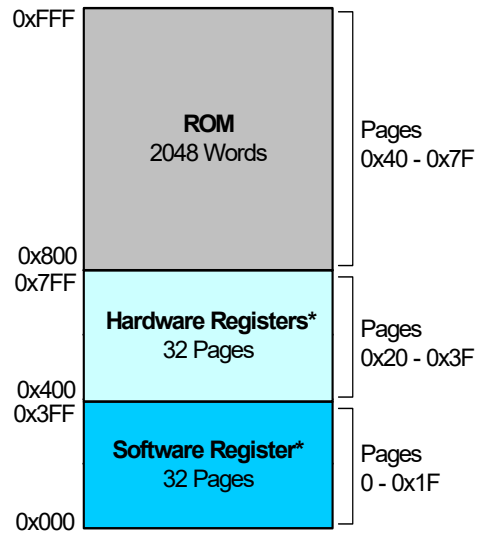 0xFFF
ROM
2048 Words
Pages
0x40 - 0x7F
0x800
0x7FF
Hardware Registers*
32 Pages
Pages
0x20 - 0x3F
0x400
0x3FF
Software Register*
32 Pages
Pages
0 - 0x1F
0x000